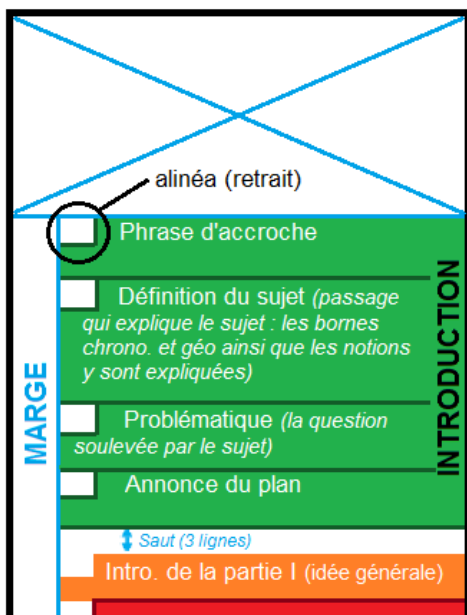 alinéa (retrait)
Phrase d'accroche
Définition du sujet (passage
qui explique le sujet : les bornes
chrono. et géo ainsi que les notions
y sont expliquées)
Problématique (la question
soulevée par le sujet)
Annonce du plan
INTRODUCTION
MARGE
Saut (3 lignes)
Intro. de la partie I (idée générale)